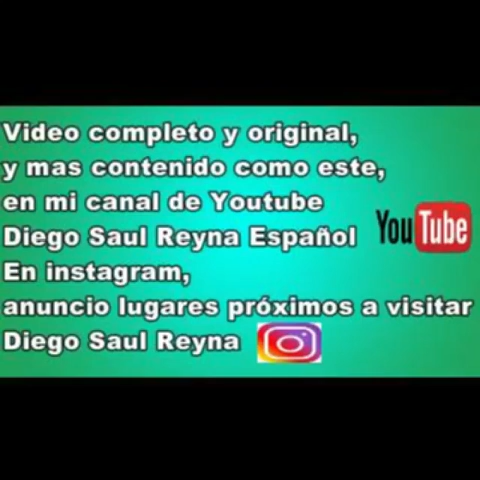 Video completo y original,
y mas contenido como este,
en mi canal de Youtube
Diego Saul Reyna Español
YouTube
En instagram,
anuncio lugares próximos a visitar
Diego Saul Reyna